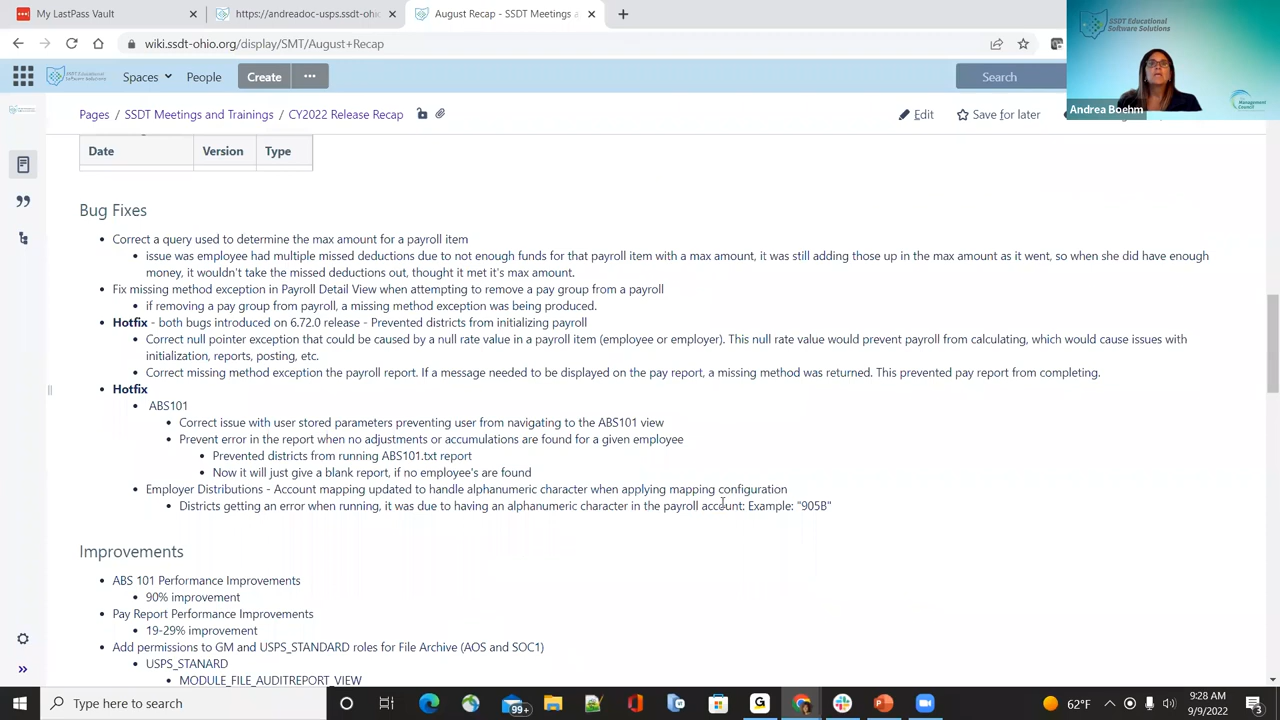 My LastPass Vault
https://andreadoc-usps.ssdt-ohio
August Recap - SSDT Meetings a
wiki.ssdt-ohio.org/display/SMT/August+Recap
SSDT Educational
Software Solutions
Management
Council
Andrea Boehm
Spaces
People
Create
Search
Pages / SSDT Meetings and Trainings / CY2022 Release Recap
Edit
Save for later
Date Version Type
Bug Fixes
Correct a query used to determine the max amount for a payroll item
issue was employee had multiple missed deductions due to not enough funds for that payroll item with a max amount, it was still adding those up in the max amount as it went, so when she did have enough
money, it wouldn't take the missed deductions out, thought it met it's max amount.
Fix missing method exception in Payroll Detail View when attempting to remove a pay group from a payroll
if removing a pay group from payroll, a missing method exception was being produced.
Hotfix - both bugs introduced on 6.72.0 release - Prevented districts from initializing payroll
Correct null pointer exception that could be caused by a null rate value in a payroll item (employee or employer). This null rate value would prevent payroll from calculating, which would cause issues with
initialization, reports, posting, etc.
Correct missing method exception the payroll report. If a message needed to be displayed on the pay report, a missing method was returned. This prevented pay report from completing.
Hotfix
ABS101
Correct issue with user stored parameters preventing user from navigating to the ABS101 view
Prevent error in the report when no adjustments or accumulations are found for a given employee
Prevented districts from running ABS101.txt report
Now it will just give a blank report, if no employee's are found
Employer Distributions - Account mapping updated to handle alphanumeric character when applying mapping configuration
Districts getting an error when running, it was due to having an alphanumeric character in the payroll account: Example: "905B"
Improvements
ABS 101 Performance Improvements
90% improvement
Pay Report Performance Improvements
19-29% improvement
Add permissions to GM and USPS_STANDARD roles for File Archive (AOS and SOC1)
USPS_STANARD
MODULE_FILE_AUDITREPORT_VIEW
Type here to search
99+
62°F
9:28 AM
9/9/2022
3